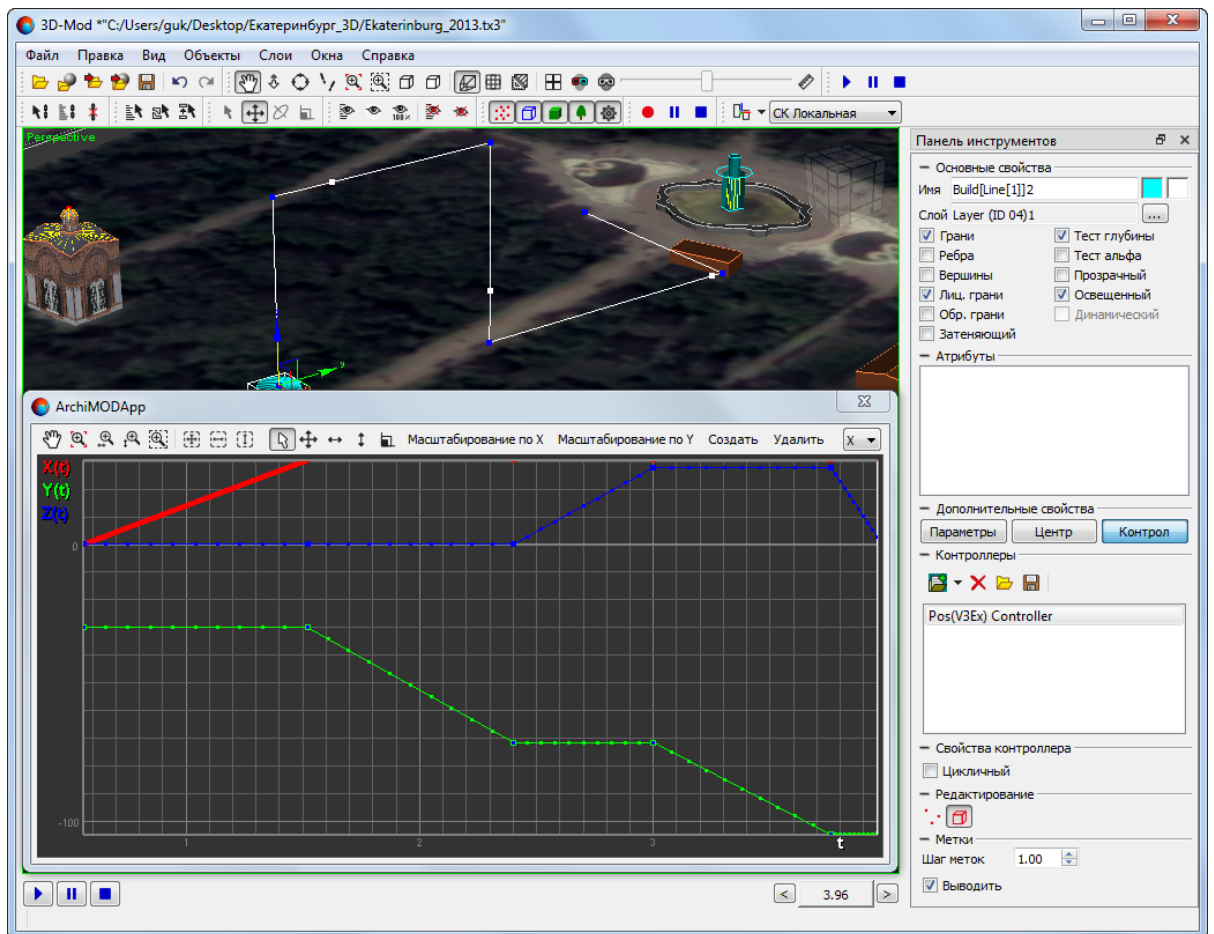 3D-Mod *"C:/Users/guk/Desktop/Екатеринбург_3D/Ekaterinburg_2013.tx3"
Файл Правка Вид Объекты Слои Окна Справка
100%
СК Локальная
Perspective
y
Панель инструментов
Основные свойства
Имя Build[Line[1]]2
Слой Layer (ID 04)1 ...
Грани Тест глубины
Ребра Тест альфа
Вершины Прозрачный
Лиц. грани Освещенный
Обр. грани Динамический
Затеняющий
Атрибуты
Дополнительные свойства
Параметры Центр Контрол
Контроллеры
Pos(V3Ex) Controller
Свойства контроллера
Цикличный
Редактирование
Метки
Шаг меток 1.00
Выводить
ArchiMODApp
Масштабирование по X Масштабирование по Y Создать Удалить X
X(t)
Y(t)
Z(t)
0
-100
1 2 3 t
< 3.96 >